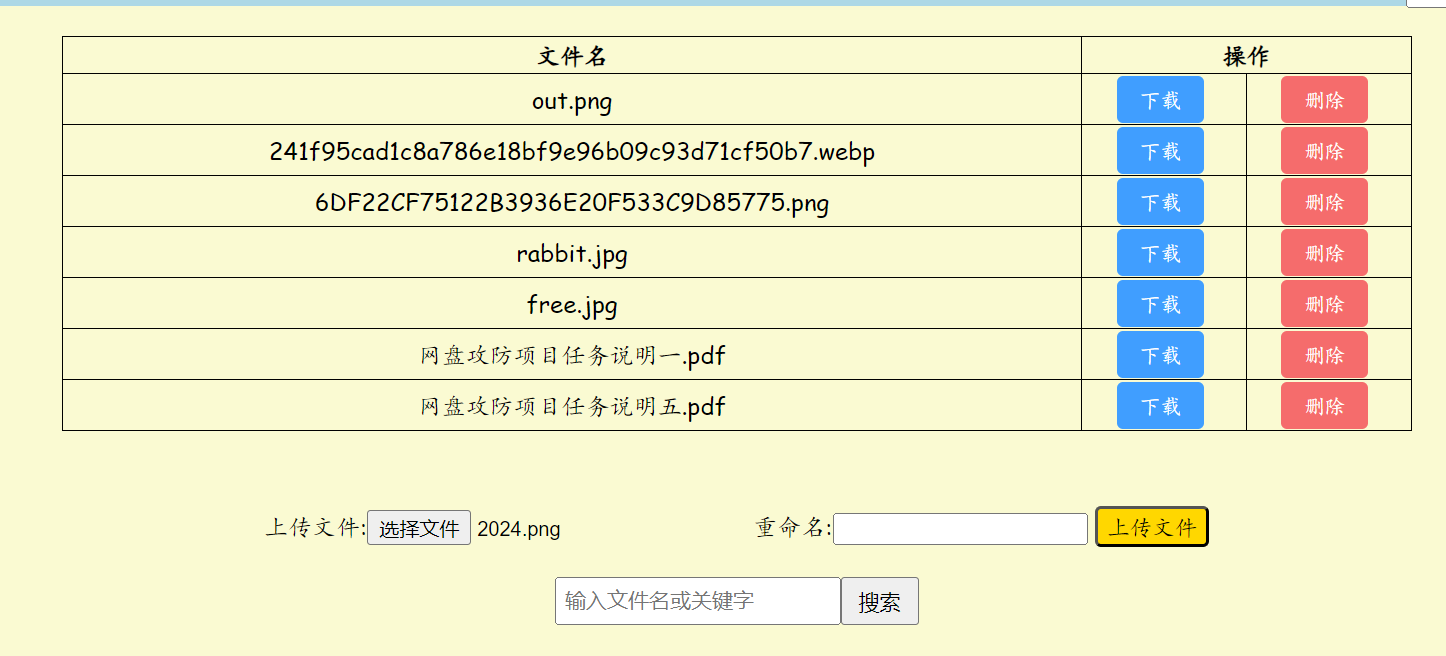 文件名 操作
out.png 下载 删除
241f95cad1c8a786e18bf9e96b09c93d71cf50b7.webp 下载 删除
6DF22CF75122B3936E20F533C9D85775.png 下载 删除
rabbit.jpg 下载 删除
free.jpg 下载 删除
网盘攻防项目任务说明一.pdf 下载 删除
网盘攻防项目任务说明五.pdf 下载 删除
上传文件:选择文件 2024.png 重命名: 上传文件
输入文件名或关键字 搜索